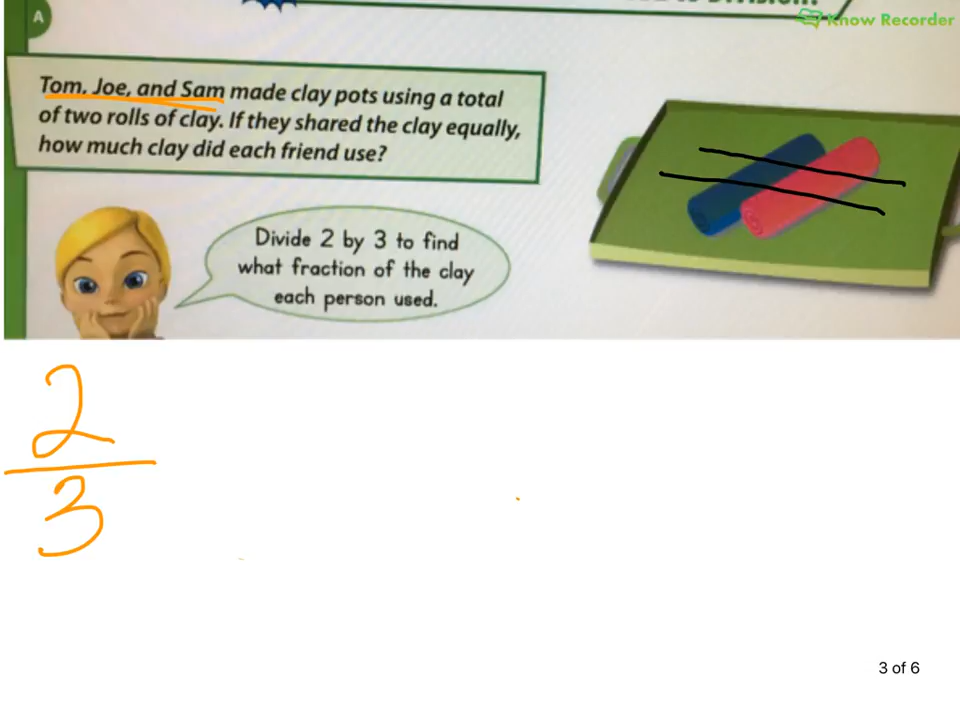 A
Know Recorder
Tom, Joe, and Sam made clay pots using a total
of two rolls of clay. If they shared the clay equally,
how much clay did each friend use?
Divide 2 by 3 to find
what fraction of the clay
each person used.
2
3
3 of 6